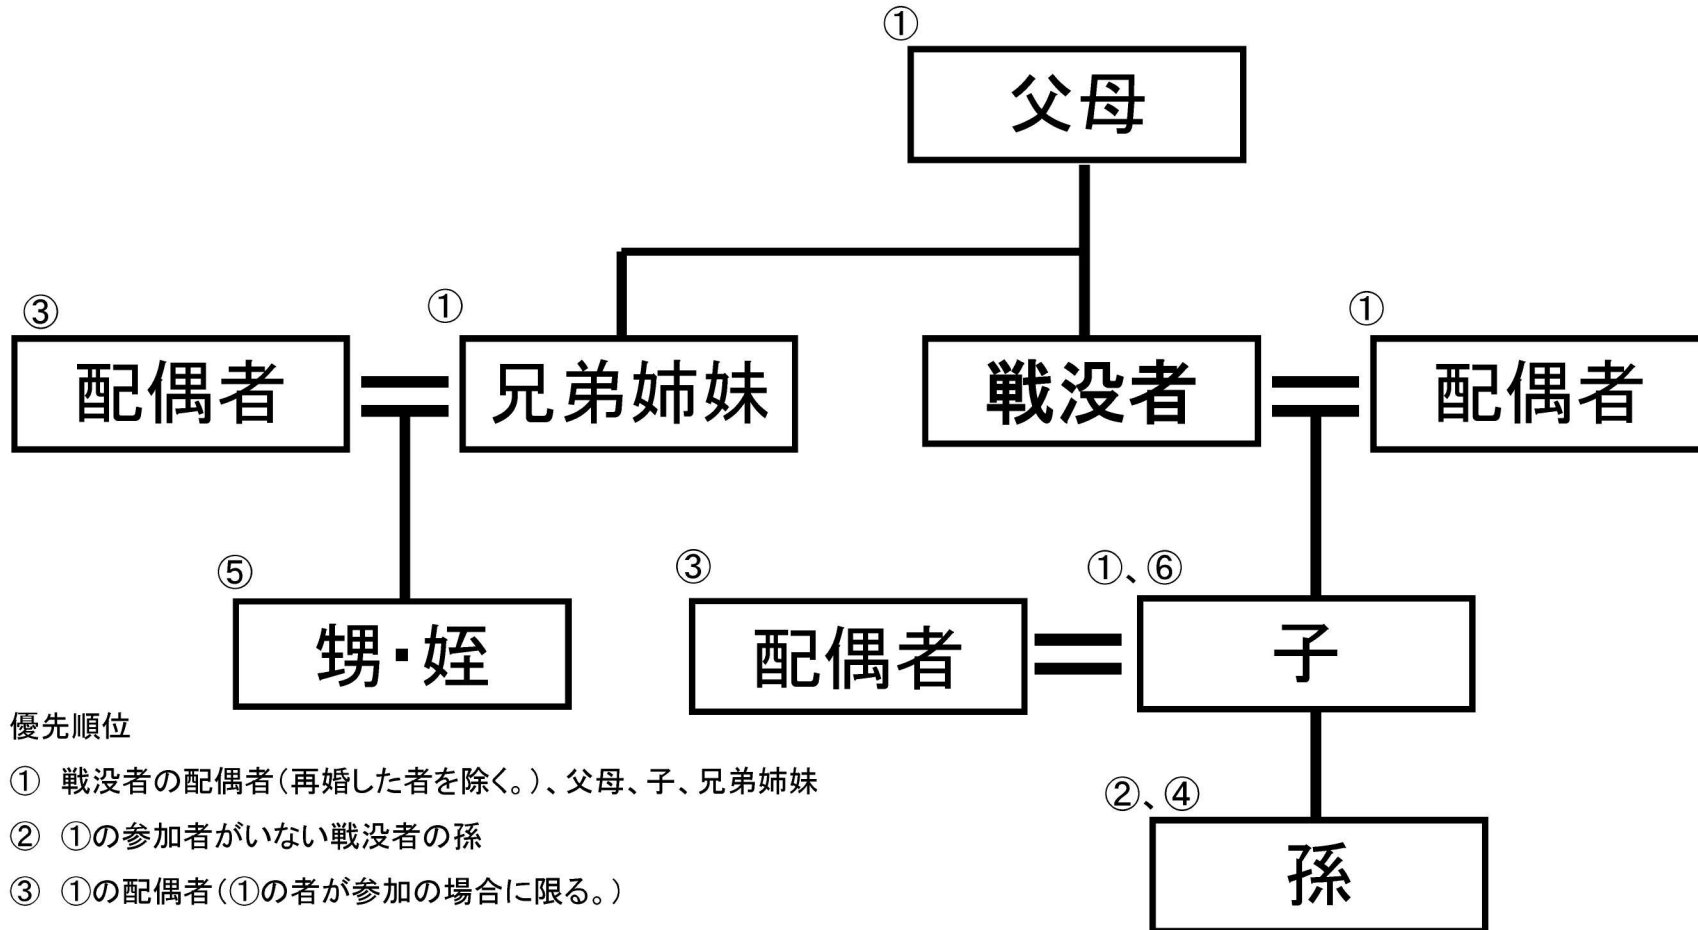 ①
父母
③
①
①
配偶者
兄弟姉妹
戦没者
配偶者
⑤
③
①、⑥
甥・姪
配偶者
子
優先順位
① 戦没者の配偶者(再婚した者を除く。)、父母、子、兄弟姉妹
② ①の参加者がいない戦没者の孫
③ ①の配偶者(①の者が参加の場合に限る。)
②、④
孫